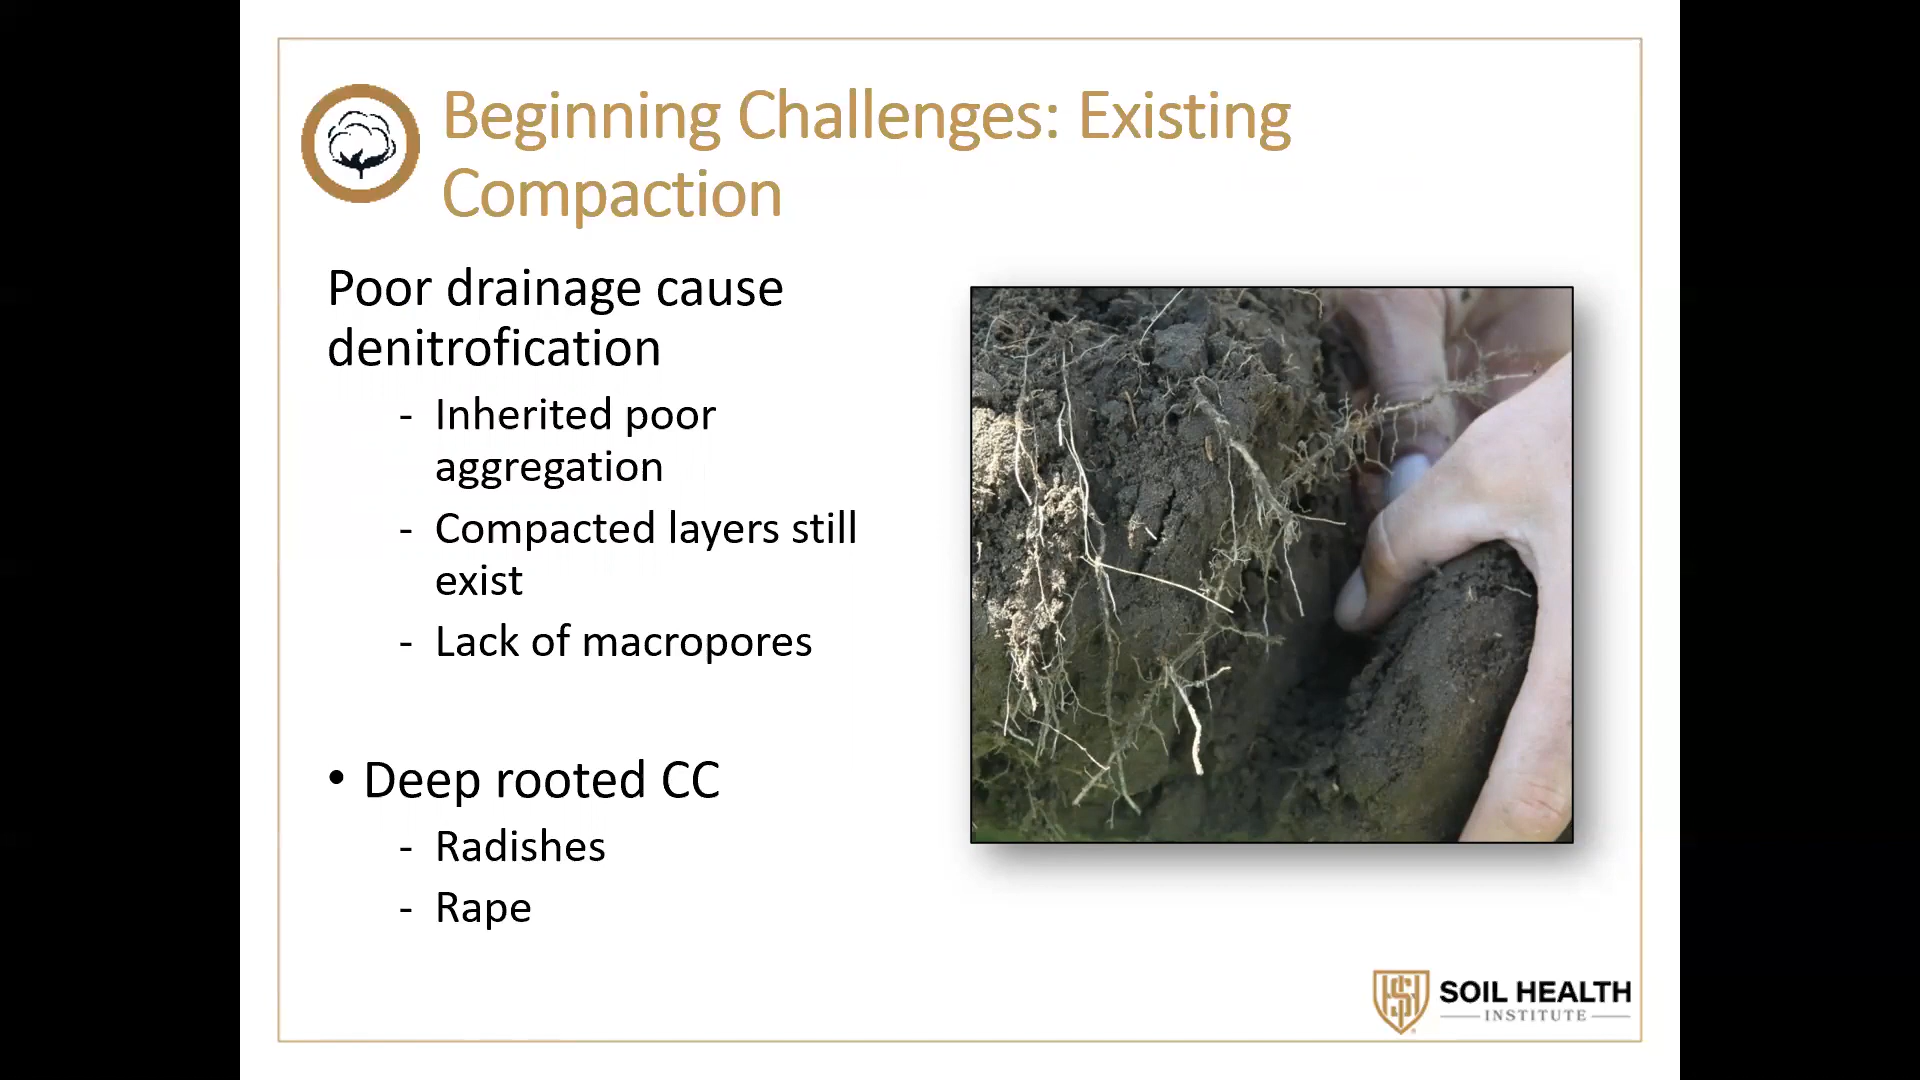 Beginning Challenges: Existing
Compaction
Poor drainage cause
denitrofication
- Inherited poor
aggregation
- Compacted layers still
exist
- Lack of macropores
• Deep rooted CC
- Radishes
- Rape
SOIL HEALTH
INSTITUTE